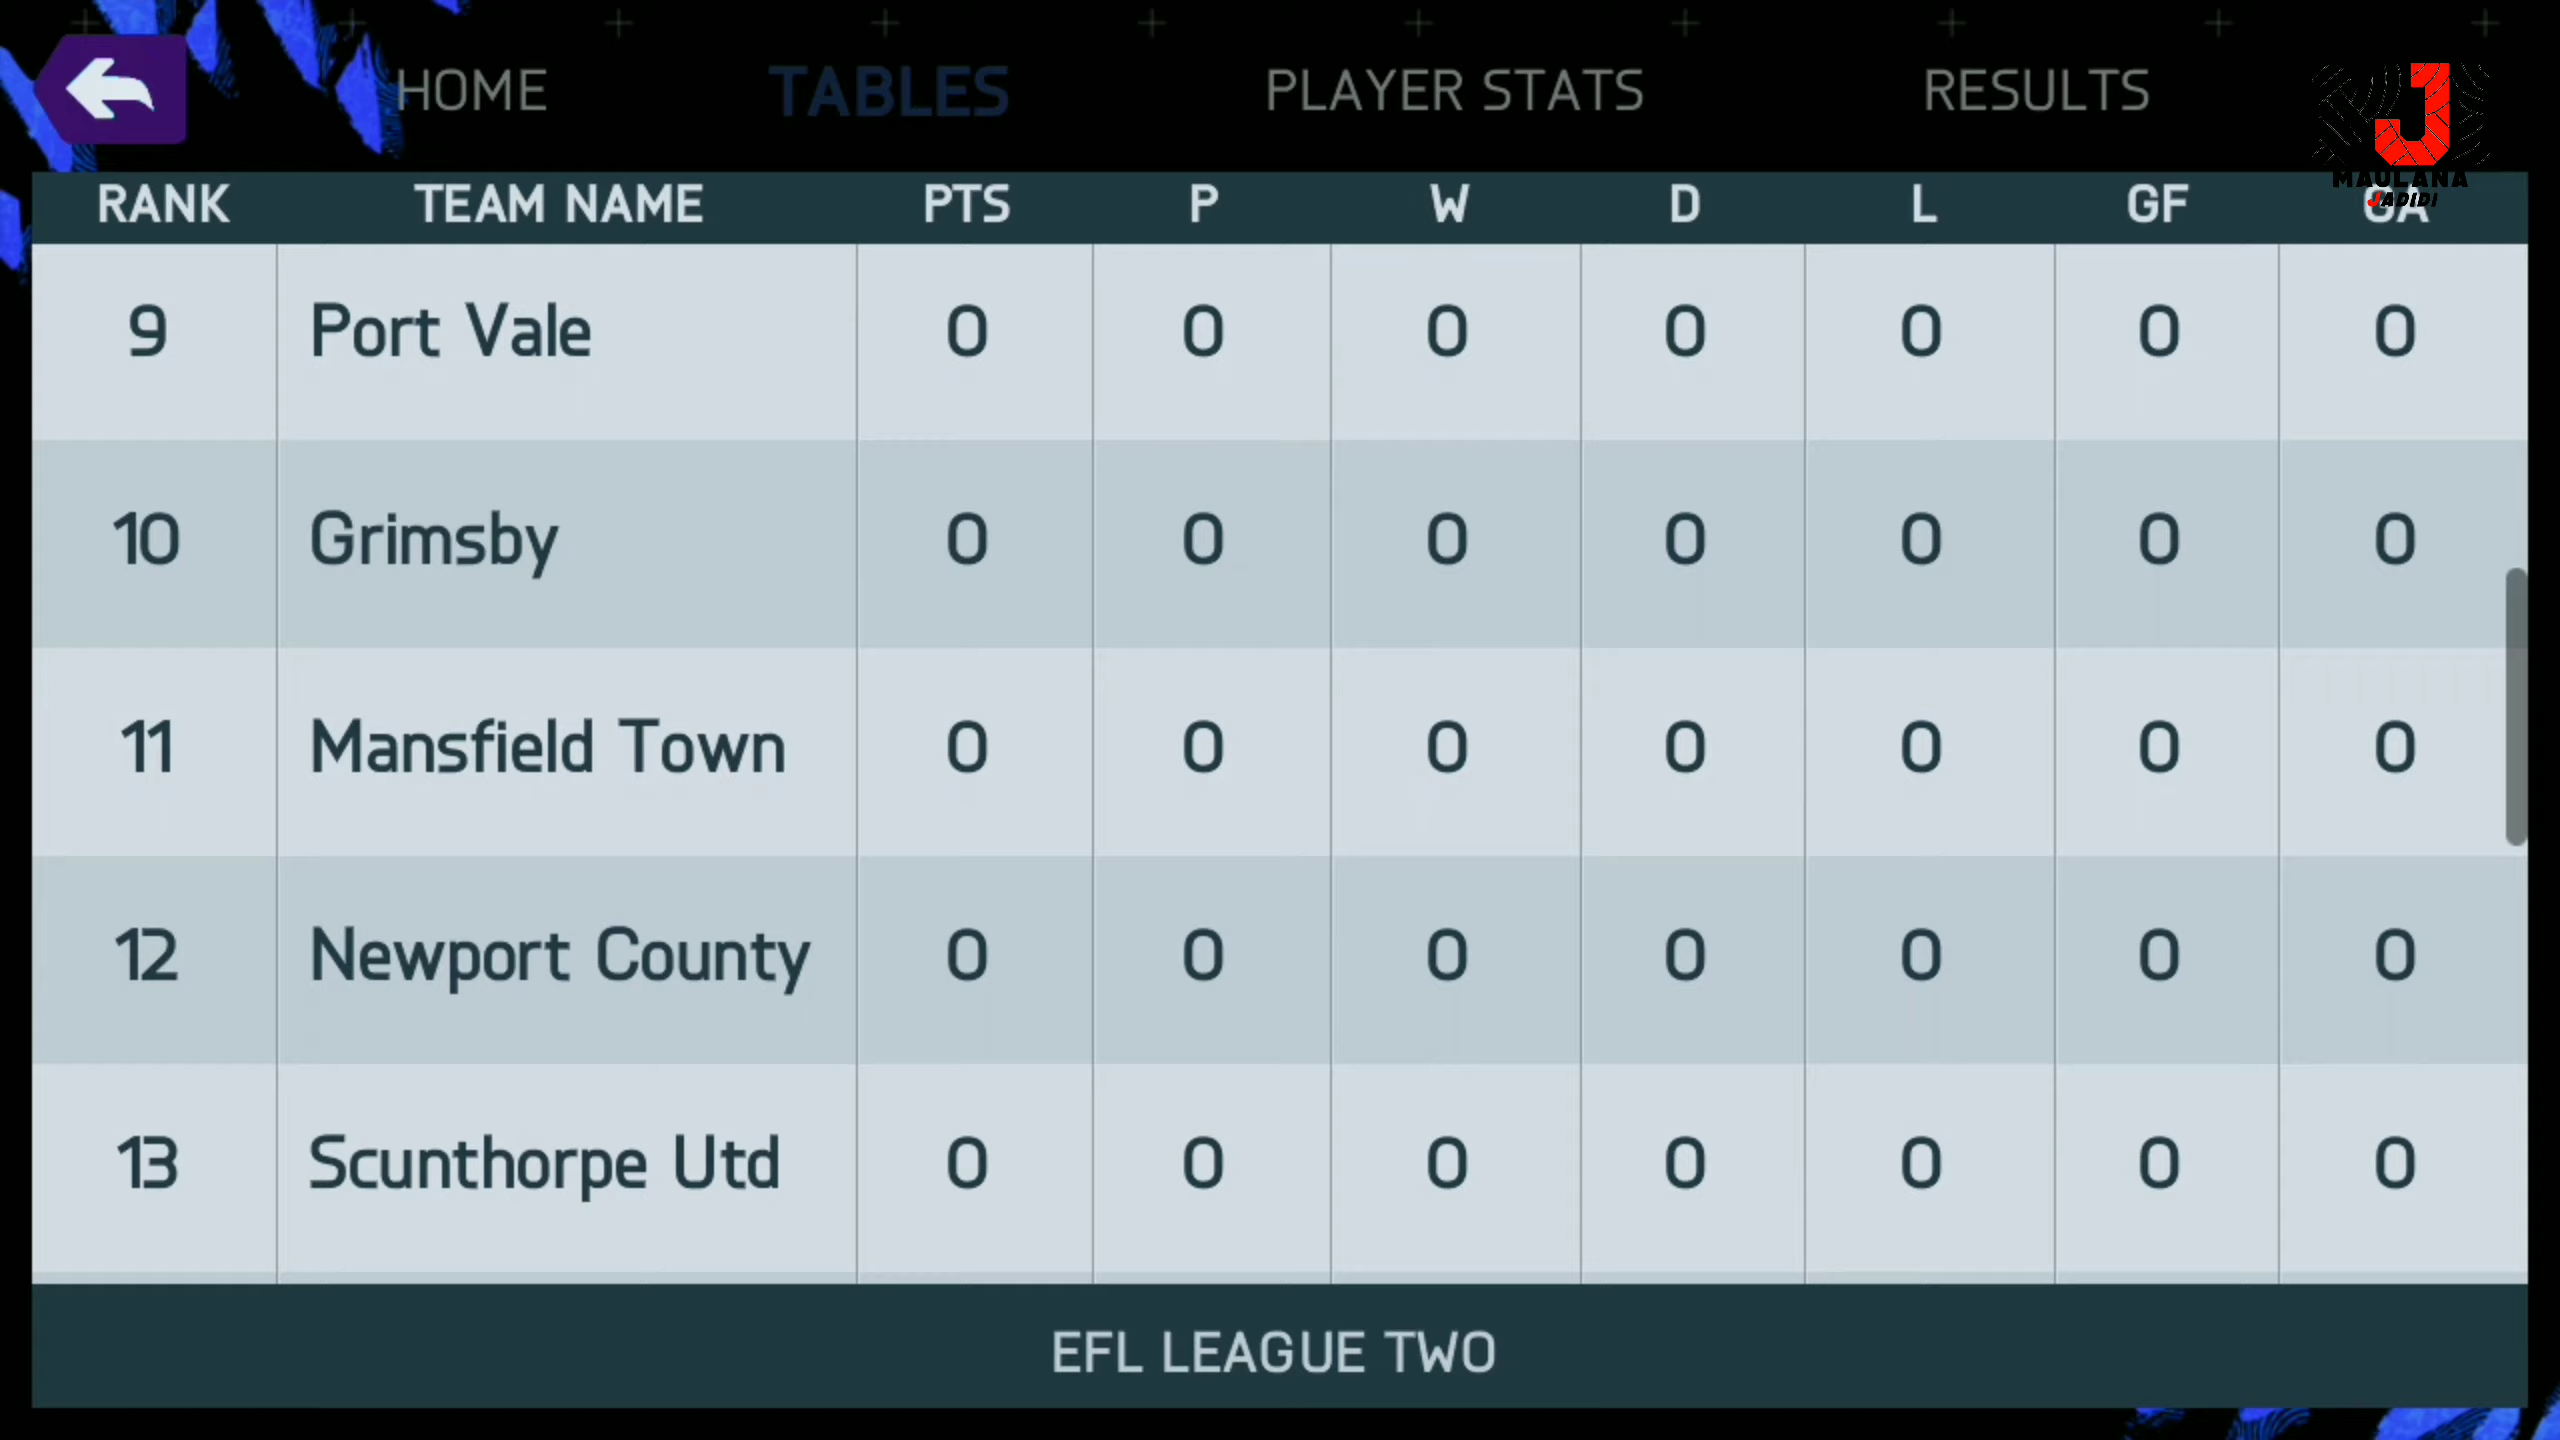 HOME TABLES PLAYER STATS RESULTS
J
MAULANA
JADIDI
RANK TEAM NAME PTS P W D L GF GA
9 Port Vale 0 0 0 0 0 0 0
10 Grimsby 0 0 0 0 0 0 0
11 Mansfield Town 0 0 0 0 0 0 0
12 Newport County 0 0 0 0 0 0 0
13 Scunthorpe Utd 0 0 0 0 0 0 0
EFL LEAGUE TWO